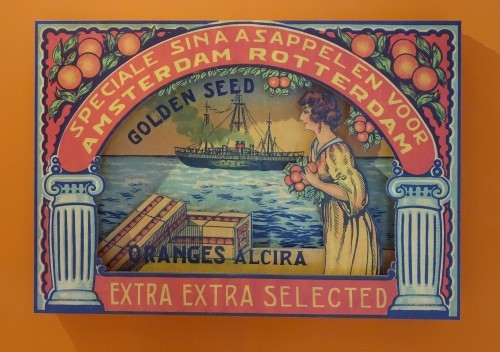 SPECIALE SINAASAPPELEN VOOR
AMSTERDAM ROTTERDAM
GOLDEN SEED
ORANGES ALCIRA
EXTRA EXTRA SELECTED